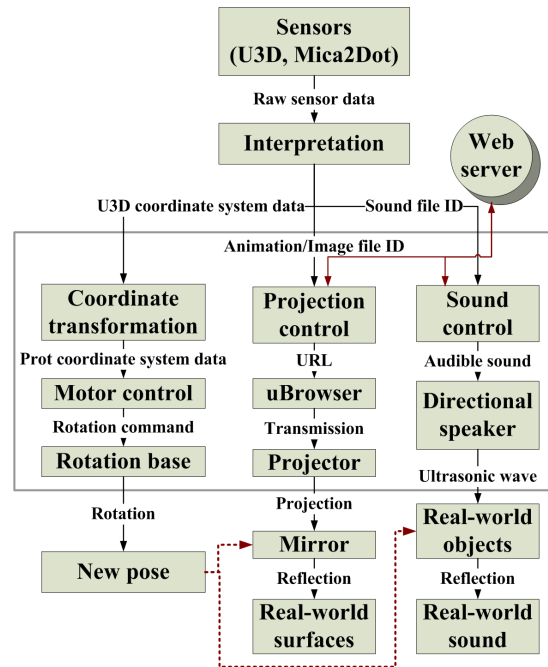 Sensors
(U3D, Mica2Dot)
Raw sensor data
Interpretation
Web
server
U3D coordinate system data
Sound file ID
Animation/Image file ID
Coordinate
transformation
Projection
control
Sound
control
Prot coordinate system data
URL
Audible sound
Motor control
uBrowser
Directional
speaker
Rotation command
Transmission
Rotation base
Projector
Ultrasonic wave
Rotation
Projection
Real-world
objects
New pose
Mirror
Reflection
Reflection
Real-world
surfaces
Real-world
sound